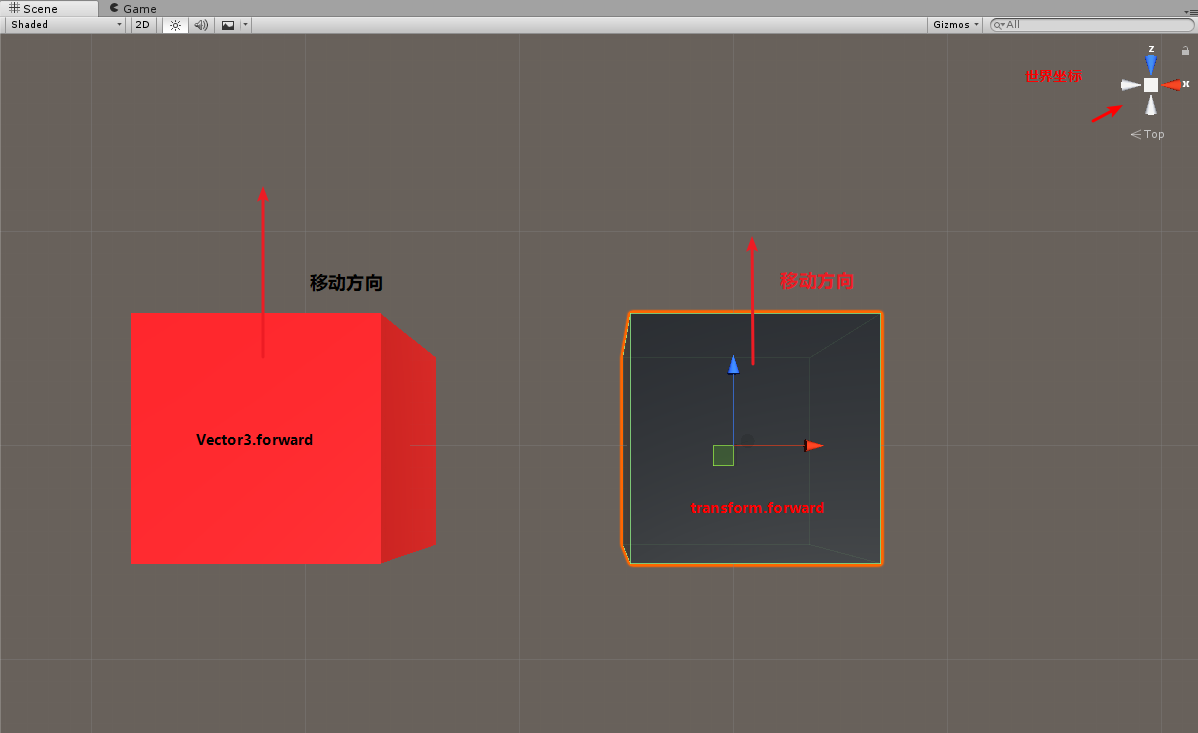 Scene
Game
Shaded
2D
Gizmos
All
世界坐标
z
x
Top
移动方向
移动方向
Vector3.forward
transform.forward